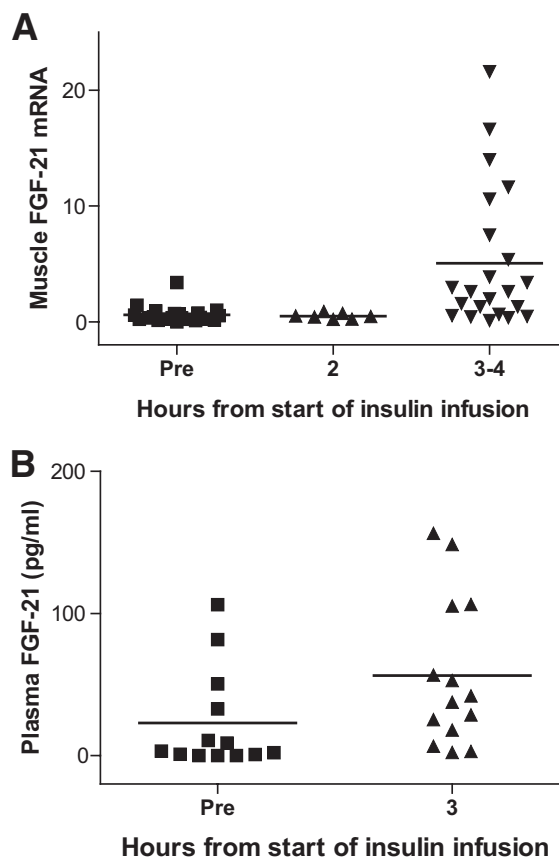 A
Muscle FGF-21 mRNA
20
10
0
Pre 2 3-4
Hours from start of insulin infusion
B
Plasma FGF-21 (pg/ml)
200
100
0
Pre 3
Hours from start of insulin infusion